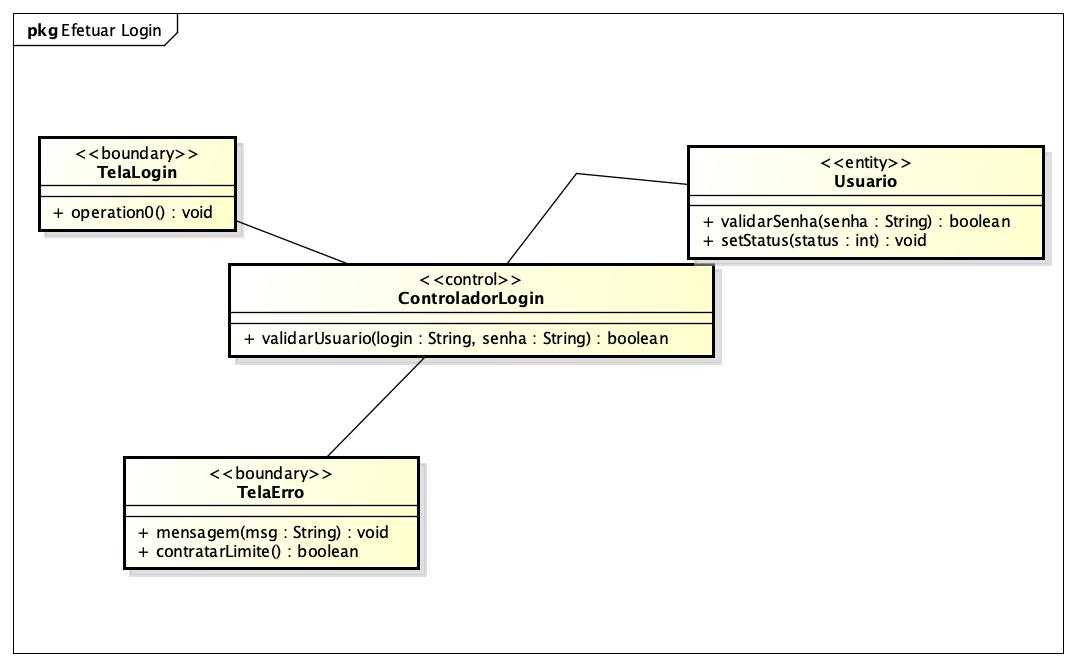 pkg Efetuar Login
<<boundary>>
TelaLogin
+ operation0() : void
<<entity>>
Usuario
+ validarSenha(senha : String) : boolean
+ setStatus(status : int) : void
<<control>>
ControladorLogin
+ validarUsuario(login : String, senha : String) : boolean
<<boundary>>
TelaErro
+ mensagem(msg : String) : void
+ contratarLimite() : boolean